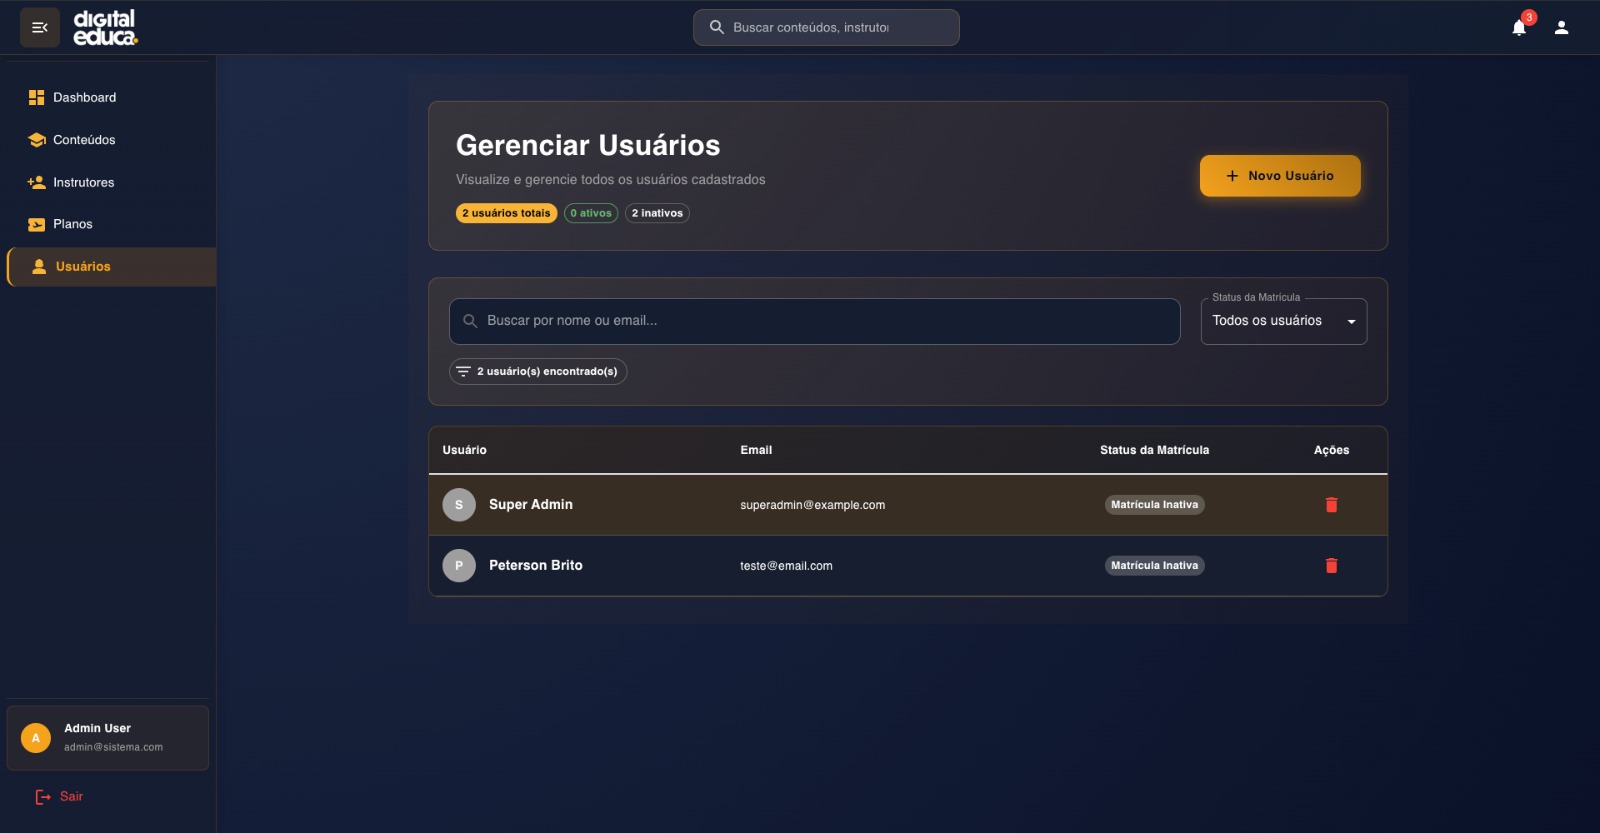 digital
educa.
Buscar conteúdos, instruto
3
Dashboard
Conteúdos
Instrutores
Planos
Usuários
Gerenciar Usuários
Visualize e gerencie todos os usuários cadastrados
2 usuários totais
0 ativos
2 inativos
+ Novo Usuário
Buscar por nome ou email...
Status da Matrícula
Todos os usuários
2 usuário(s) encontrado(s)
Usuário Email Status da Matrícula Ações
S Super Admin superadmin@example.com Matrícula Inativa
P Peterson Brito teste@email.com Matrícula Inativa
A
Admin User
admin@sistema.com
Sair